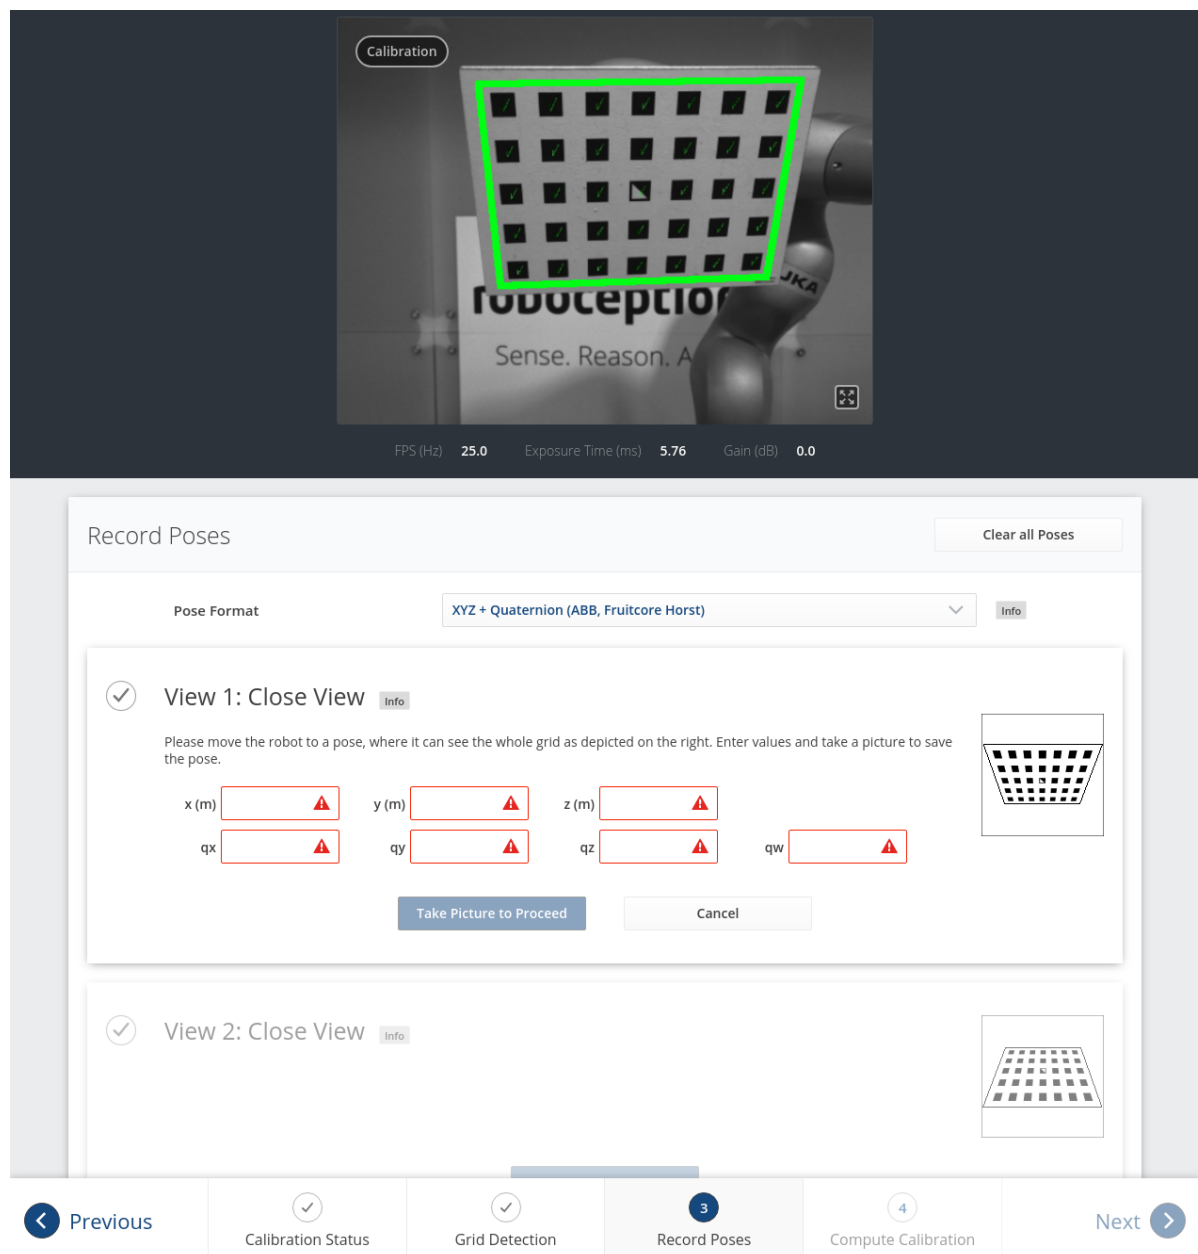 Calibration
roboception
Sense. Reason. A
FPS (Hz) 25.0 Exposure Time (ms) 5.76 Gain (dB) 0.0
Record Poses
Clear all Poses
Pose Format
XYZ + Quaternion (ABB, Fruitcore Horst)
Info
View 1: Close View Info
Please move the robot to a pose, where it can see the whole grid as depicted on the right. Enter values and take a picture to save
the pose.
x (m) y (m) z (m)
qx qy qz qw
Take Picture to Proceed Cancel
View 2: Close View Info
Previous
Calibration Status
Grid Detection
3
Record Poses
4
Compute Calibration
Next